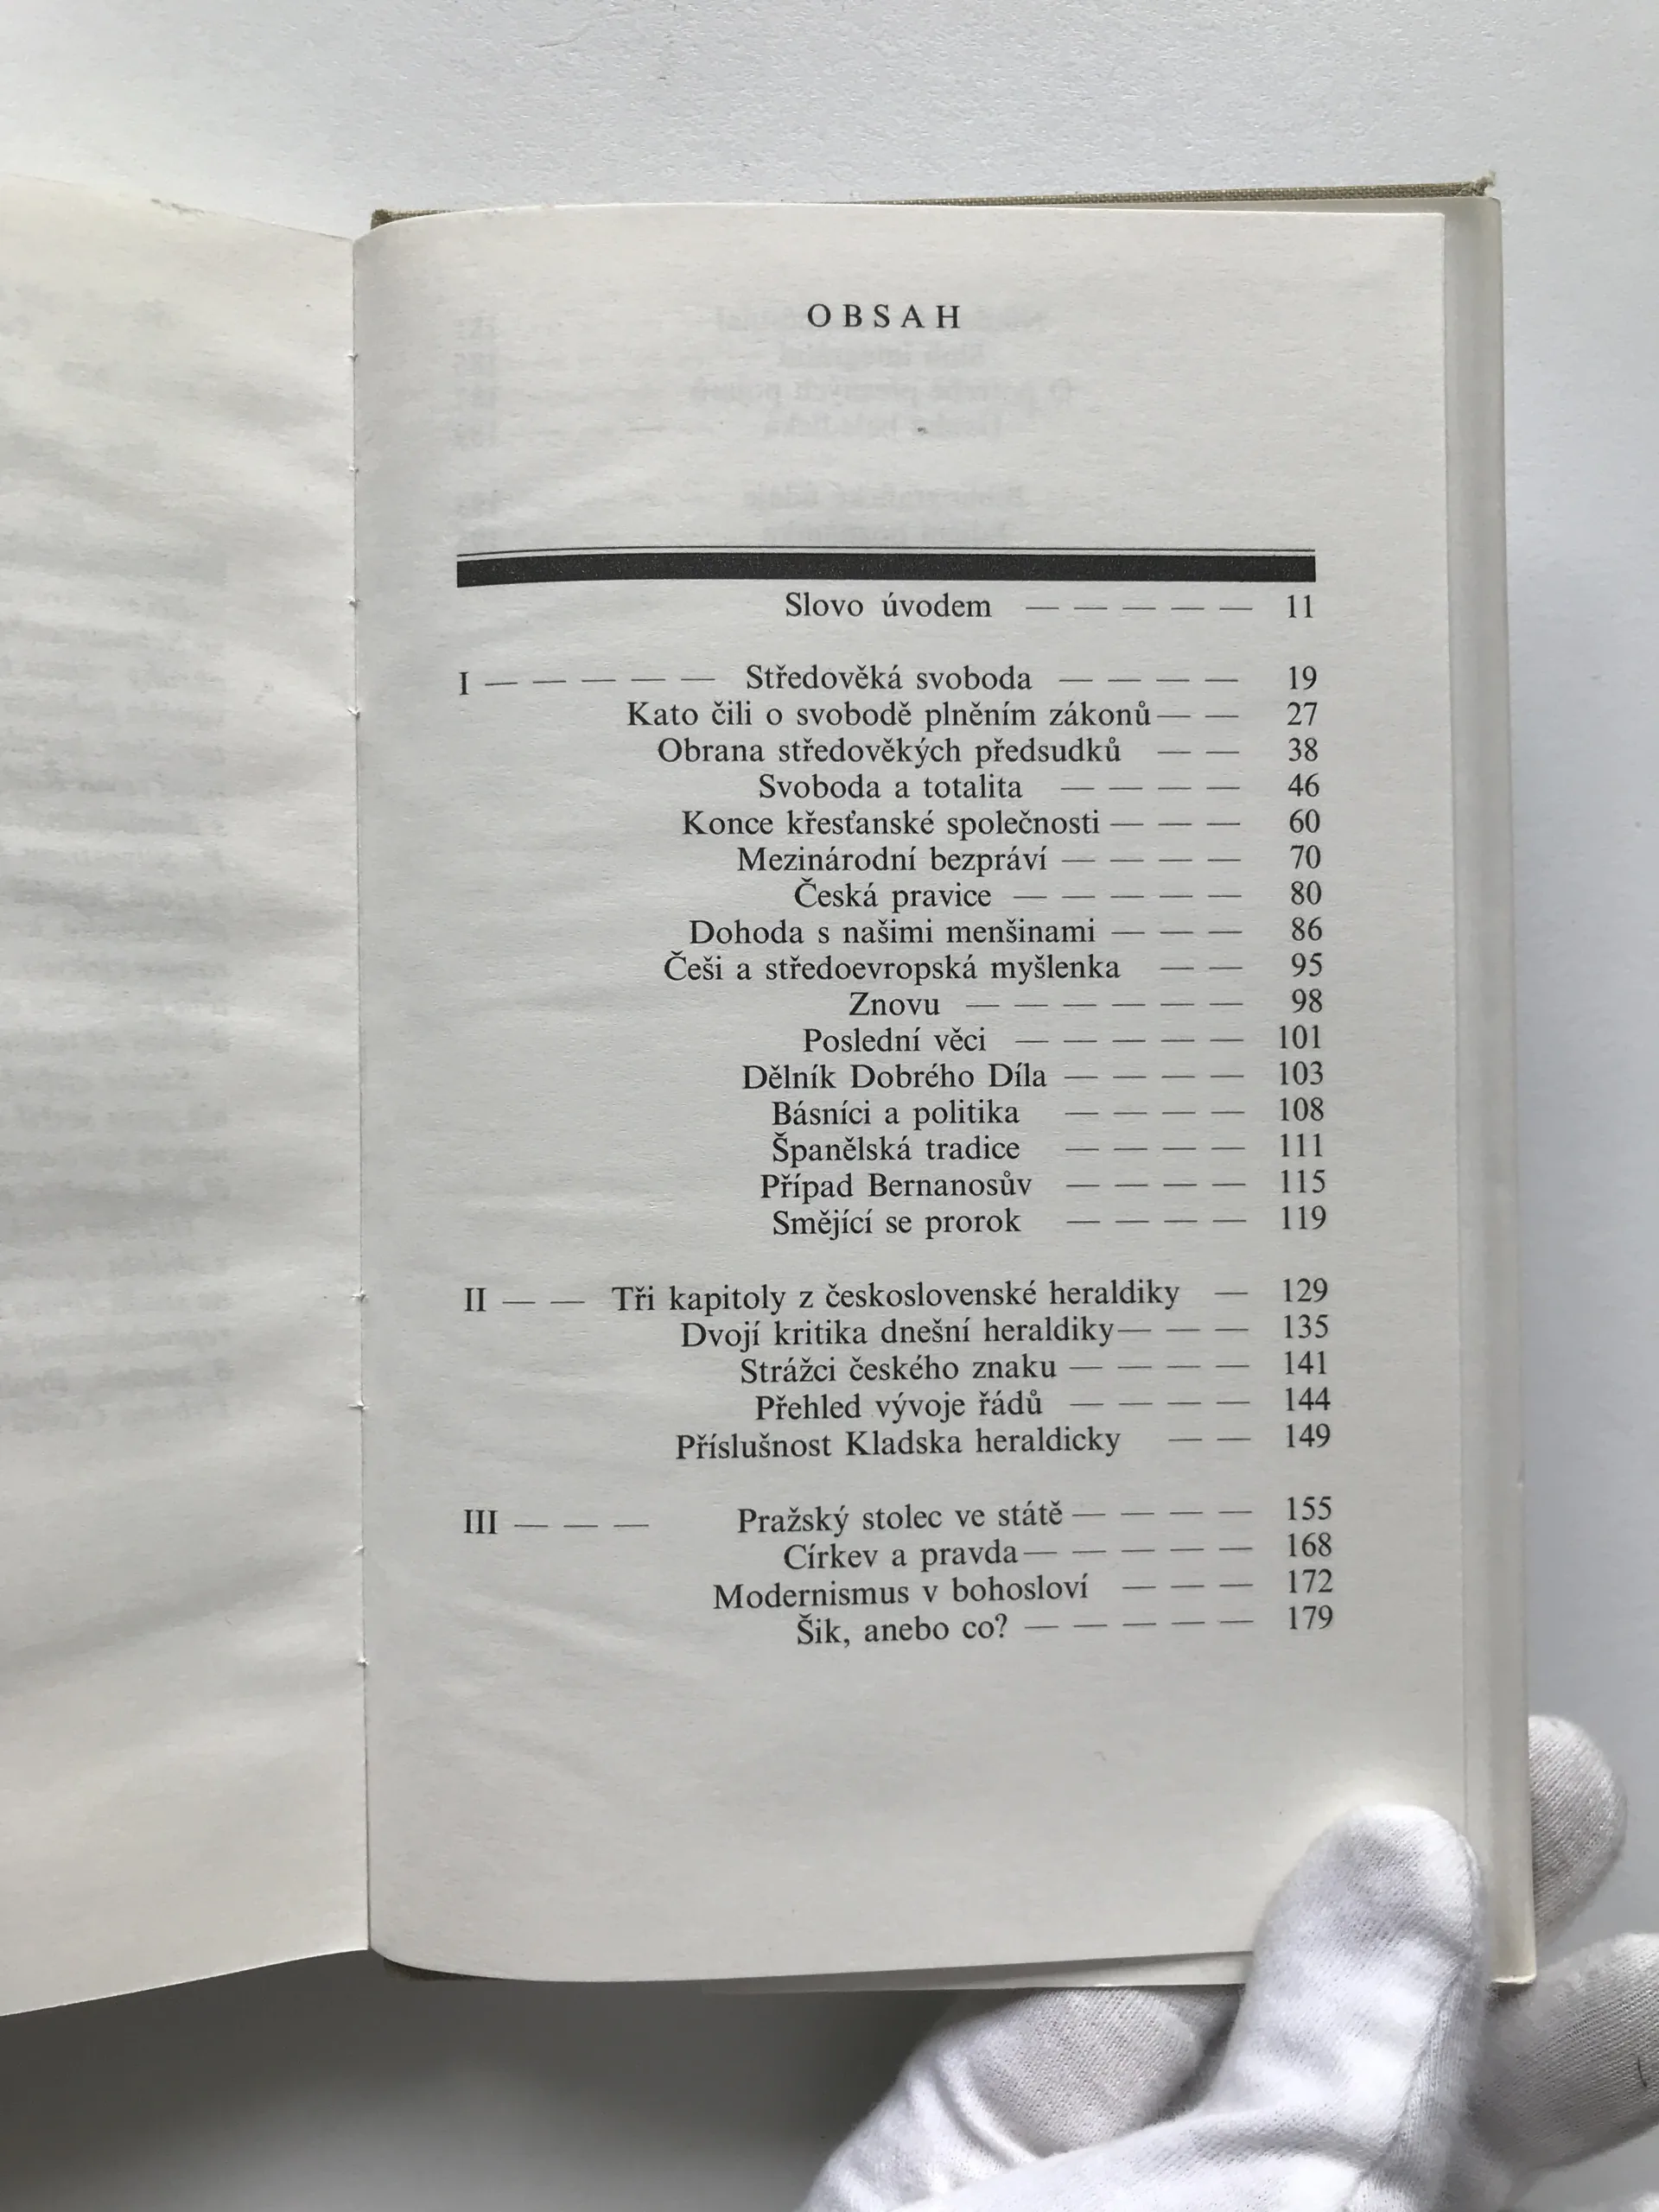 OBSAH
Slovo úvodem — — — — — 11
I — — — — — Středověká svoboda — — — — 19
Kato čili o svobodě plněním zákonů — — 27
Obrana středověkých předsudků — — 38
Svoboda a totalita — — — — 46
Konce křesťanské společnosti — — — 60
Mezinárodní bezpráví — — — — 70
Česká pravice — — — — — 80
Dohoda s našimi menšinami — — — 86
Češi a středoevropská myšlenka — — 95
Znovu — — — — — — 98
Poslední věci — — — — — 101
Dělník Dobrého Díla — — — — 103
Básníci a politika — — — — 108
Španělská tradice — — — — 111
Případ Bernanosův — — — — 115
Smějící se prorok — — — — 119
II — — Tři kapitoly z československé heraldiky — 129
Dvojí kritika dnešní heraldiky — — — 135
Strážci českého znaku — — — — 141
Přehled vývoje řádů — — — — 144
Příslušnost Kladska heraldicky — — 149
III — — — Pražský stolec ve státě — — — — 155
Církev a pravda — — — — — 168
Modernismus v bohosloví — — — 172
Šik, anebo co? — — — — — 179